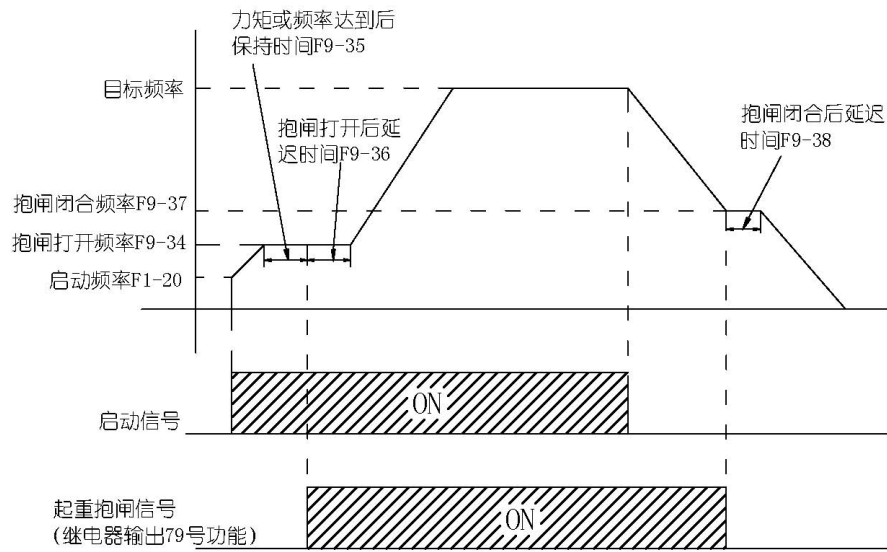 力矩或频率达到后
保持时间F9-35
目标频率
抱闸打开后延
迟时间F9-36
抱闸闭合后延迟
时间F9-38
抱闸闭合频率F9-37
抱闸打开频率F9-34
启动频率F1-20
ON
启动信号
ON
起重抱闸信号
(继电器输出79号功能)